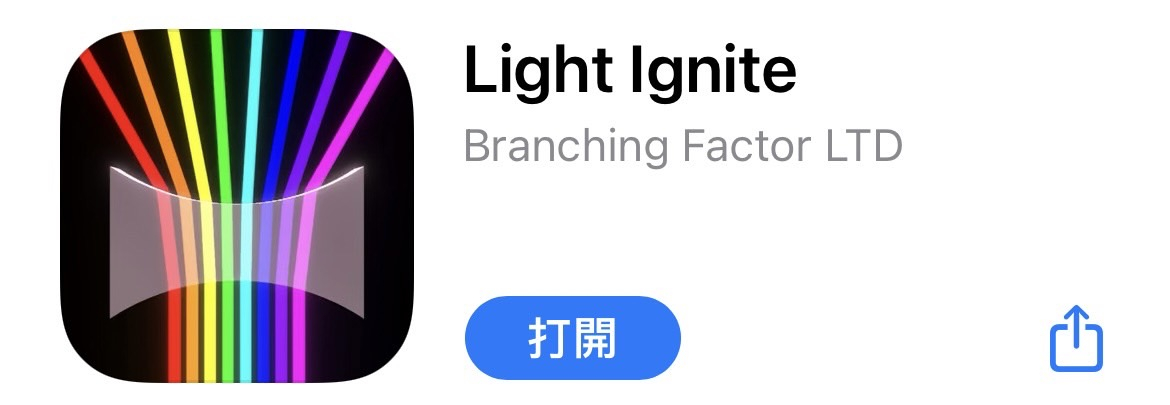 Light Ignite
Branching Factor LTD
打開